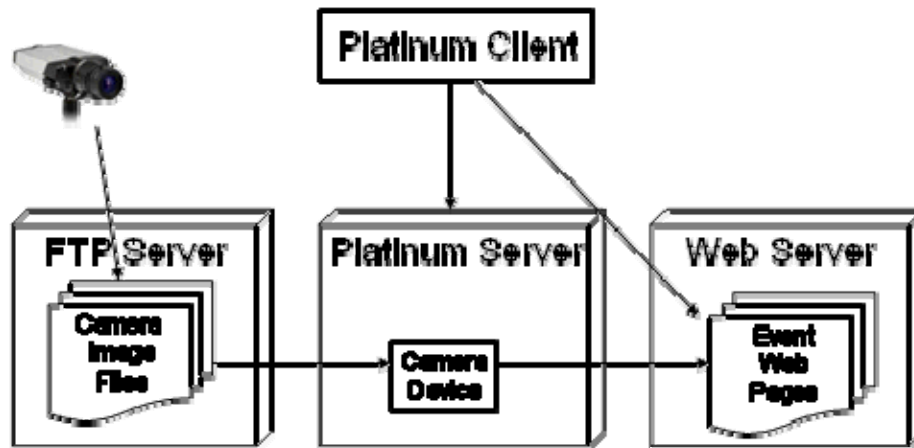 Platinum Client
FTP Server
Platinum Server
Web Server
Camera
Image
Files
Camera
Device
Event
Web
Pages